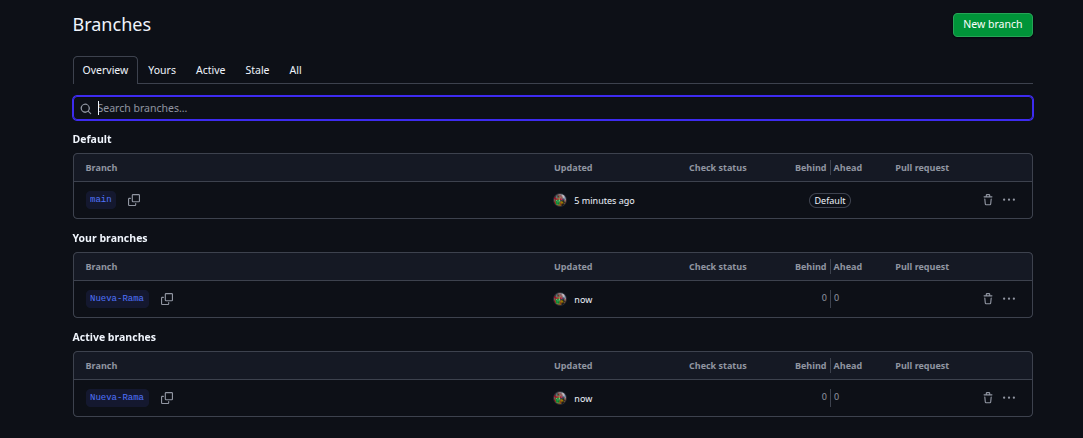 Branches
New branch
Overview Yours Active Stale All
Search branches...
Default
Branch Updated Check status Behind Ahead Pull request
main 5 minutes ago Default
Your branches
Branch Updated Check status Behind Ahead Pull request
Nueva-Rama now 0 0
Active branches
Branch Updated Check status Behind Ahead Pull request
Nueva-Rama now 0 0